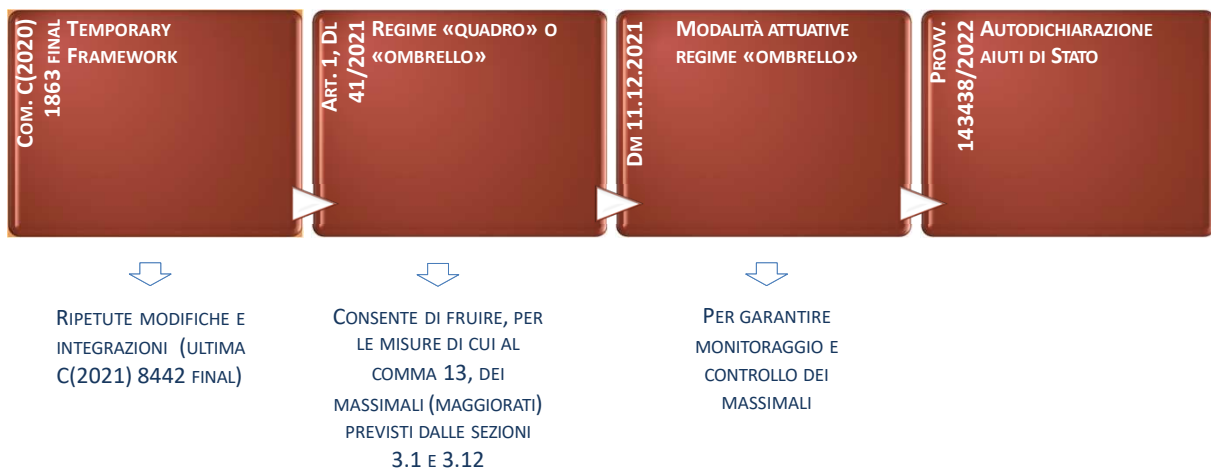 COM. C(2020)
1863 FINAL
TEMPORARY
FRAMEWORK
ART. 1, DL
41/2021
REGIME «QUADRO» O
«OMBRELLO»
DM 11.12.2021
MODALITÀ ATTUATIVE
REGIME «OMBRELLO»
PROVV.
143438/2022
AUTODICHIARAZIONE
AIUTI DI STATO
RIPETUTE MODIFICHE E
INTEGRAZIONI (ULTIMA
C(2021) 8442 FINAL)
CONSENTE DI FRUIRE, PER
LE MISURE DI CUI AL
COMMA 13, DEI
MASSIMALI (MAGGIORATI)
PREVISTI DALLE SEZIONI
3.1 E 3.12
PER GARANTIRE
MONITORAGGIO E
CONTROLLO DEI
MASSIMALI